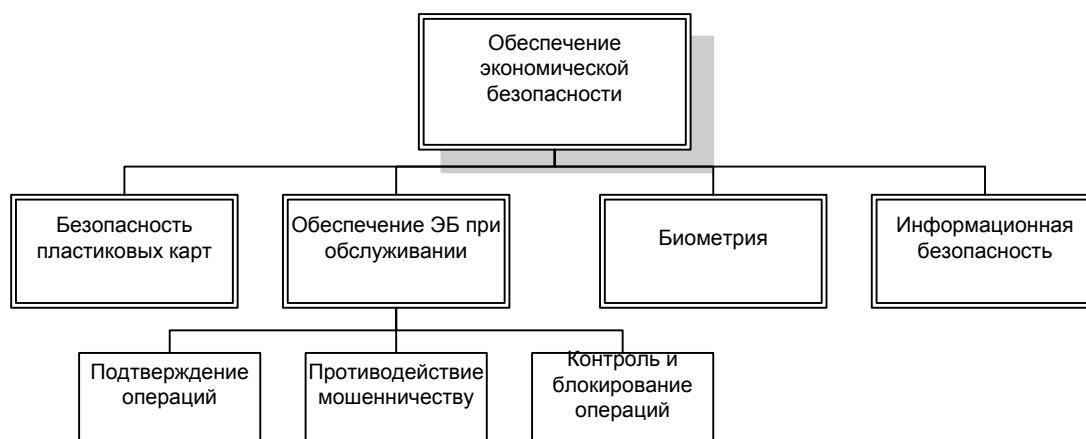 Обеспечение
экономической
безопасности
Безопасность
пластиковых карт
Обеспечение ЭБ при
обслуживании
Биометрия
Информационная
безопасность
Подтверждение
операций
Противодействие
мошенничеству
Контроль и
блокирование
операций